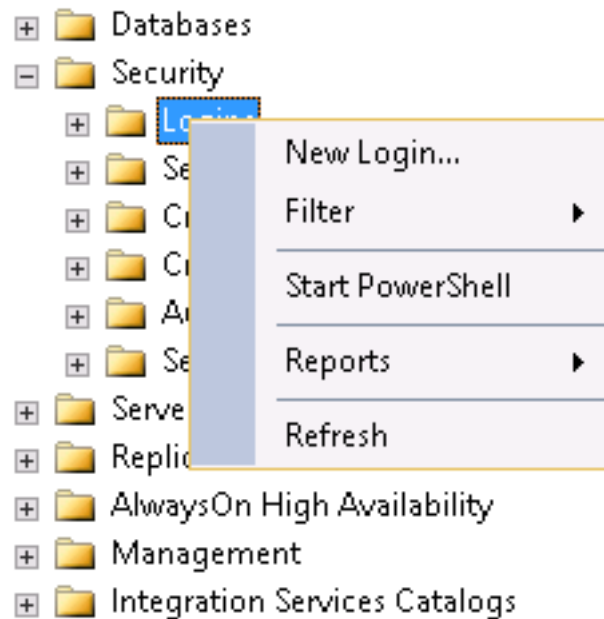 Databases
Security
New Login...
Filter
Start PowerShell
Reports
Refresh
AlwaysOn High Availability
Management
Integration Services Catalogs